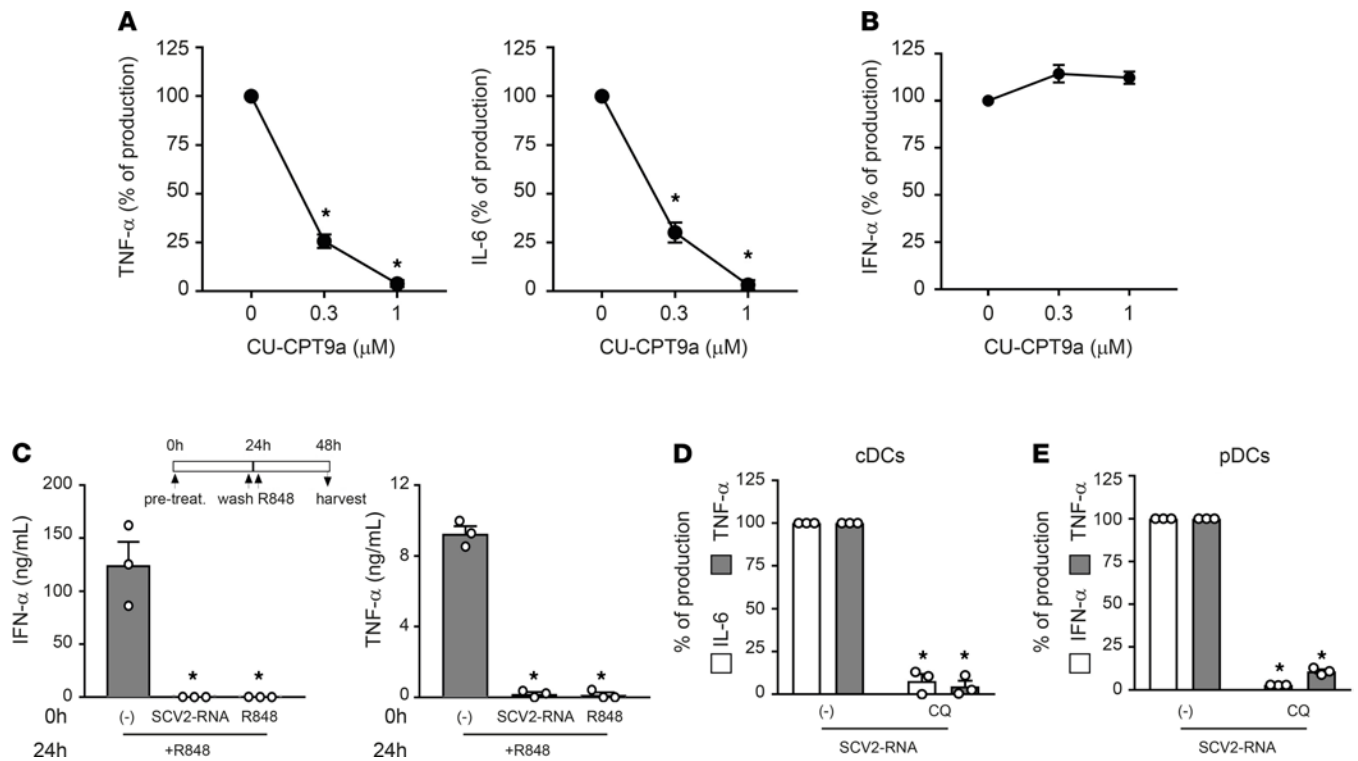 A
B
TNF-α (% of production)
125
100
75
50
25
0
*
*
0
0.3
1
CU-CPT9a (μM)
IL-6 (% of production)
125
100
75
50
25
0
*
*
0
0.3
1
CU-CPT9a (μM)
IFN-α (% of production)
125
100
75
50
25
0
0
0.3
1
CU-CPT9a (μM)
C
0h
24h
48h
pre-treat.
wash R848
harvest
IFN-α (ng/mL)
200
150
100
50
0
*
*
0h
(-)
SCV2-RNA
R848
24h
+R848
TNF-α (ng/mL)
12
8
4
0
*
*
0h
(-)
SCV2-RNA
R848
24h
+R848
D
cDCs
% of production
IL-6
TNF-α
125
100
75
50
25
0
*
*
(-)
CQ
SCV2-RNA
E
pDCs
% of production
IFN-α
TNF-α
125
100
75
50
25
0
*
*
(-)
CQ
SCV2-RNA